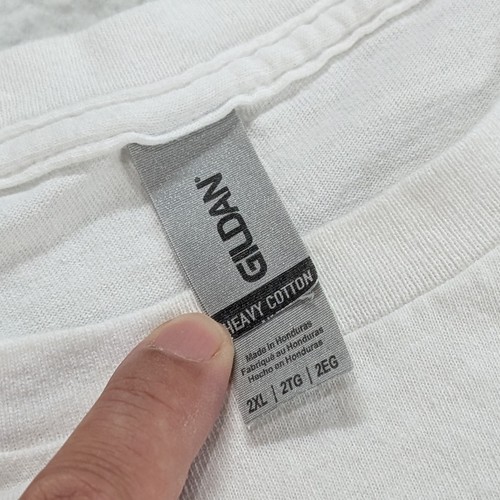 GILDAN®
HEAVY COTTON
Made in Honduras
Fabriqué au Honduras
Hecho en Honduras
2XL | 2TG | 2EG